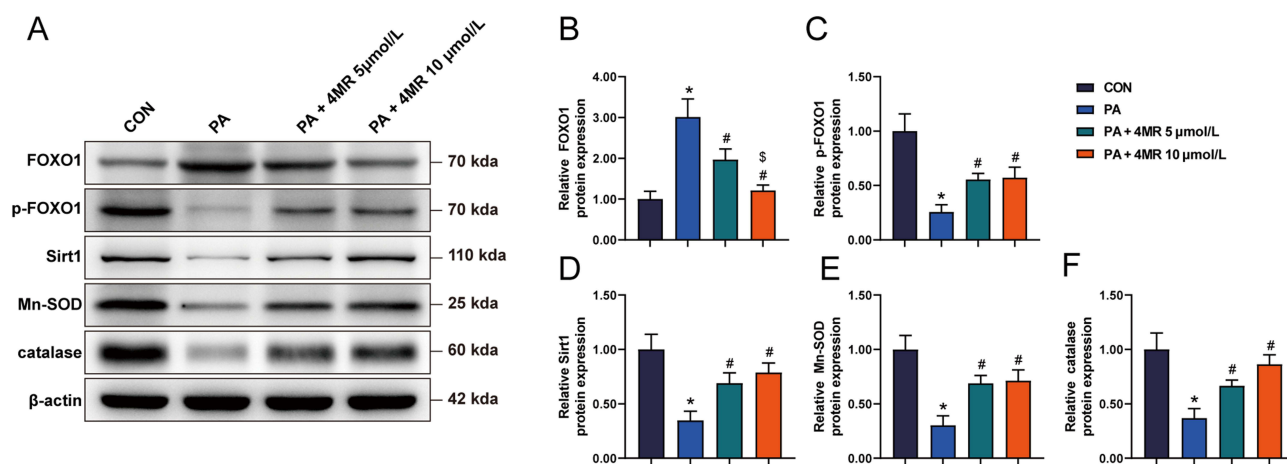 A
CON
PA
PA + 4MR 5μmol/L
PA + 4MR 10 μmol/L
FOXO1
70 kda
p-FOXO1
70 kda
Sirt1
110 kda
Mn-SOD
25 kda
catalase
60 kda
β-actin
42 kda
B
Relative FOXO1
protein expression
4.00
3.00
2.00
1.00
0.00
*
#
$
#
C
Relative p-FOXO1
protein expression
1.50
1.00
0.50
0.00
*
#
#
CON
PA
PA + 4MR 5 μmol/L
PA + 4MR 10 μmol/L
D
Relative Sirt1
protein expression
1.50
1.00
0.50
0.00
*
#
#
E
Relative Mn-SOD
protein expression
1.50
1.00
0.50
0.00
*
#
#
F
Relative catalase
protein expression
1.50
1.00
0.50
0.00
*
#
#